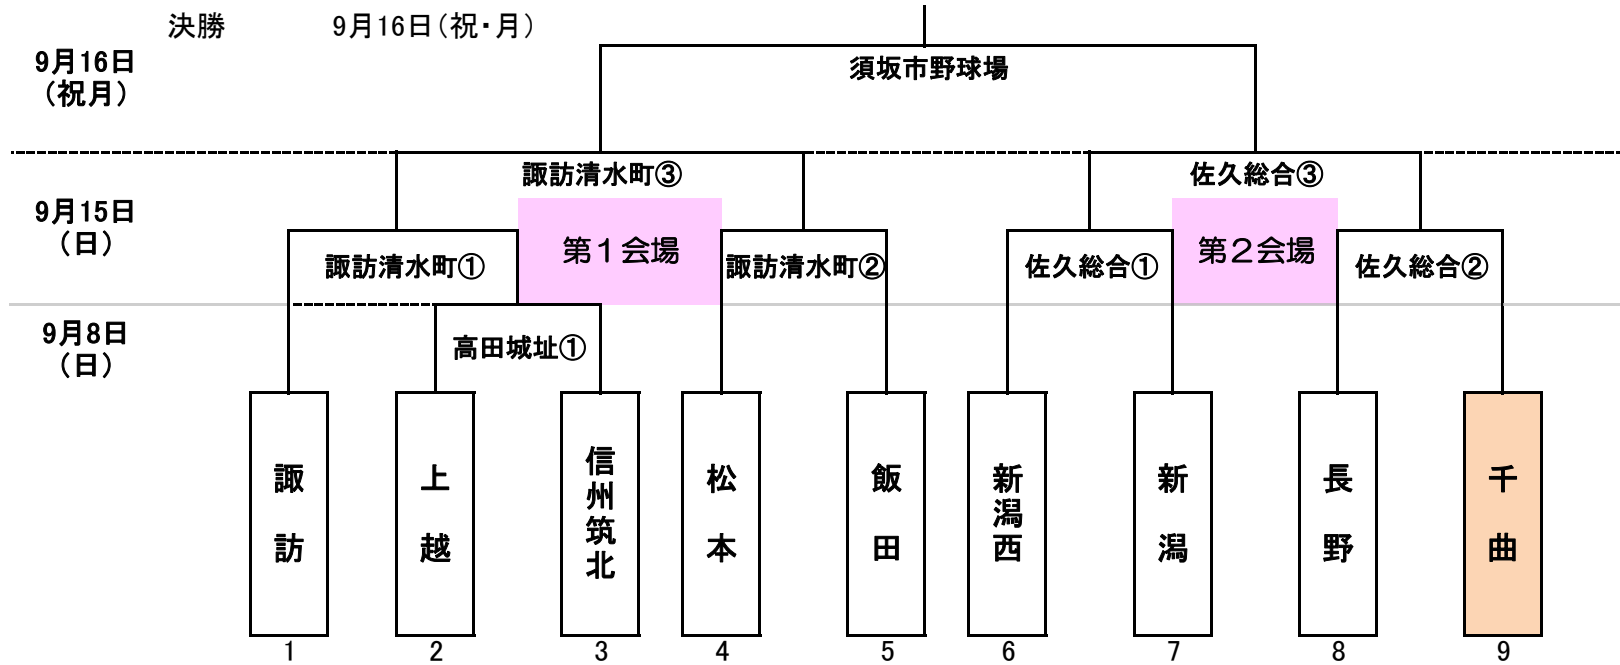 決勝 9月16日（祝・月）
9月16日
（祝月）
須坂市野球場
諏訪清水町③
佐久総合③
9月15日
（日）
第１会場
第２会場
諏訪清水町①
諏訪清水町②
佐久総合①
佐久総合②
9月8日
（日）
高田城址①
諏訪
上越
信州筑北
松本
飯田
新潟西
新潟
長野
千曲
1 2 3 4 5 6 7 8 9